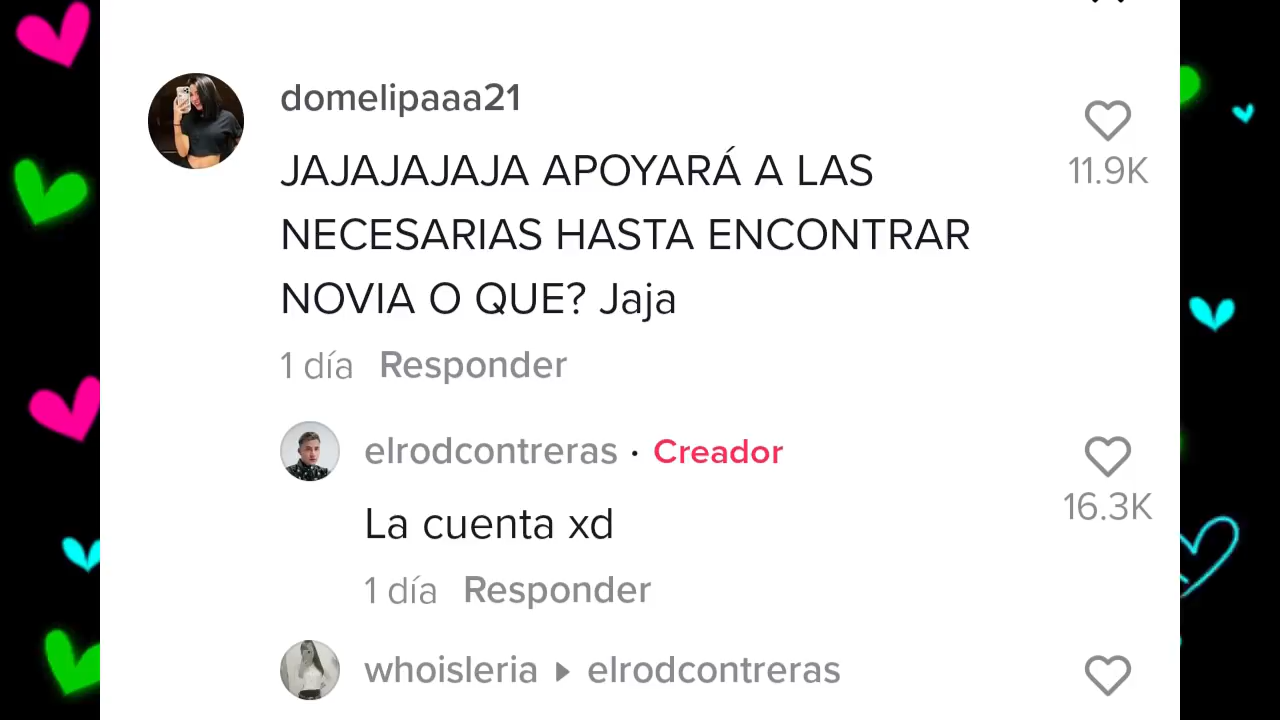 domelipaaa21
11.9K
JAJAJAJAJA APOYARÁ A LAS
NECESARIAS HASTA ENCONTRAR
NOVIA O QUE? Jaja
1 día Responder
elrodcontreras · Creador
16.3K
La cuenta xd
1 día Responder
whoisleria ▸ elrodcontreras